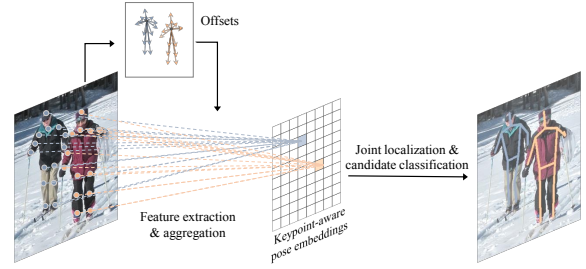 Offsets
Joint localization &
candidate classification
Feature extraction
& aggregation
Keypoint-aware
pose embeddings